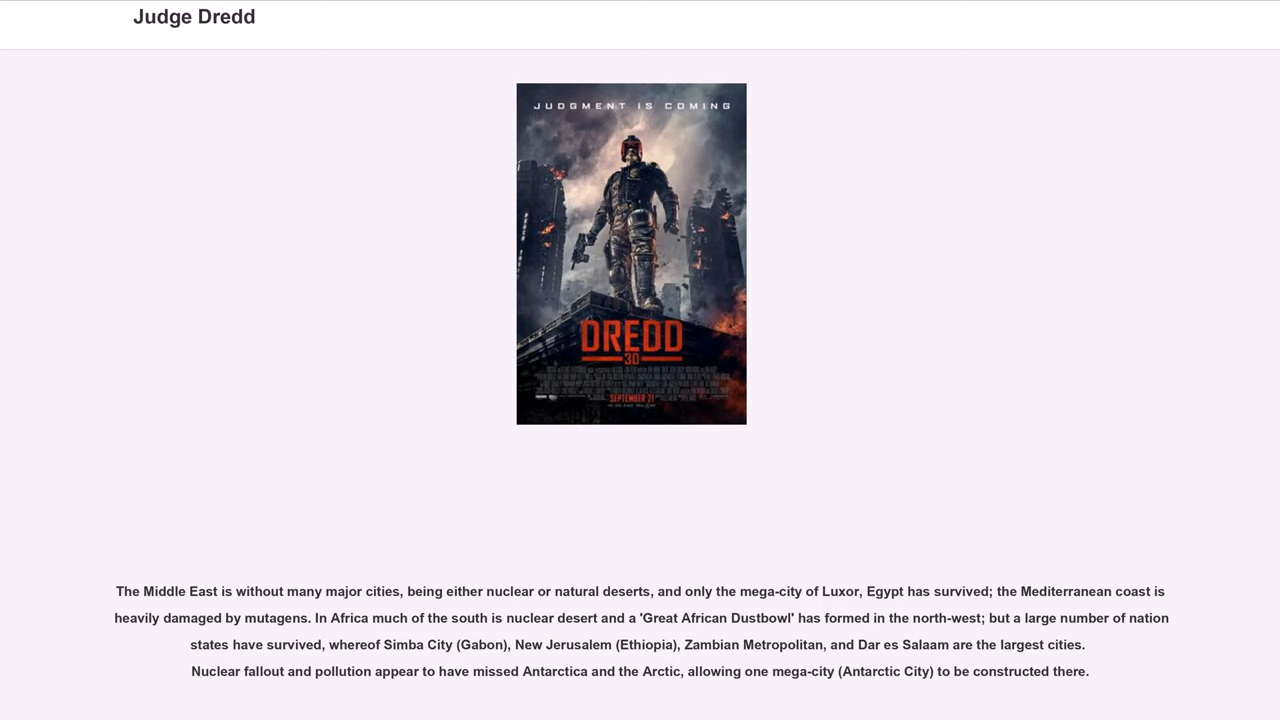 Judge Dredd
JUDGMENT IS COMING
DREDD
3D
SEPTEMBER 21
The Middle East is without many major cities, being either nuclear or natural deserts, and only the mega-city of Luxor, Egypt has survived; the Mediterranean coast is
heavily damaged by mutagens. In Africa much of the south is nuclear desert and a 'Great African Dustbowl' has formed in the north-west; but a large number of nation
states have survived, whereof Simba City (Gabon), New Jerusalem (Ethiopia), Zambian Metropolitan, and Dar es Salaam are the largest cities.
Nuclear fallout and pollution appear to have missed Antarctica and the Arctic, allowing one mega-city (Antarctic City) to be constructed there.